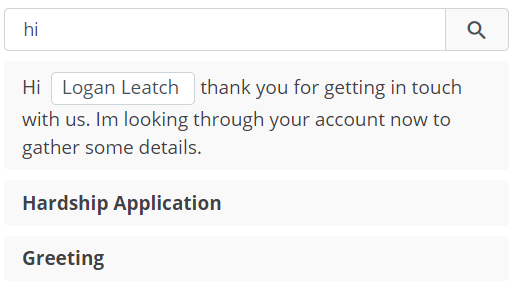 hi
Hi Logan Leatch thank you for getting in touch
with us. Im looking through your account now to
gather some details.
Hardship Application
Greeting